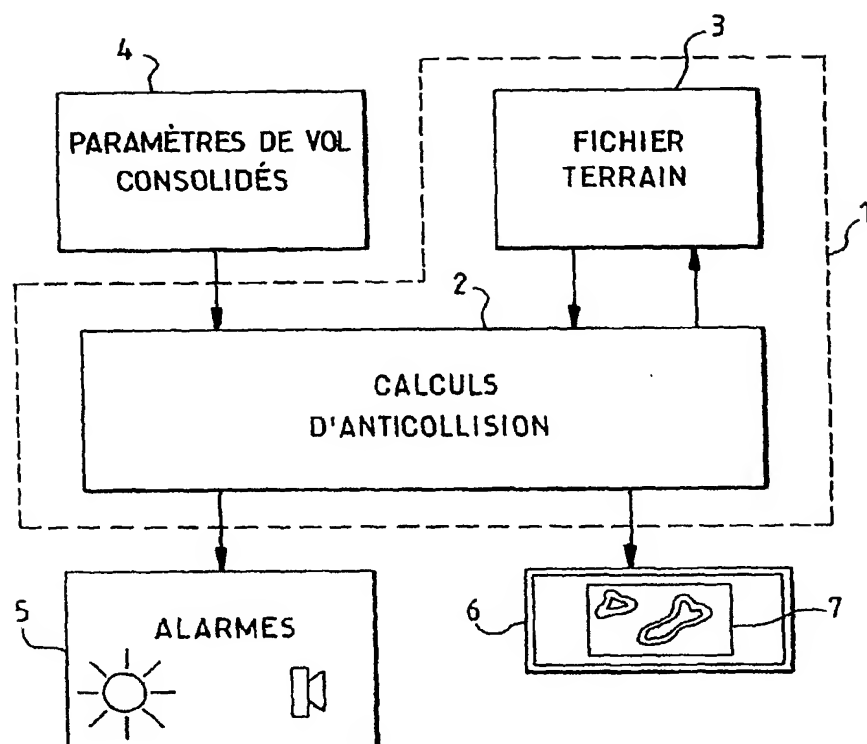 4
3
PARAMÈTRES DE VOL
CONSOLIDÉS
FICHIER
TERRAIN
1
2
CALCULS
D'ANTICOLLISION
5
ALARMES
6
7